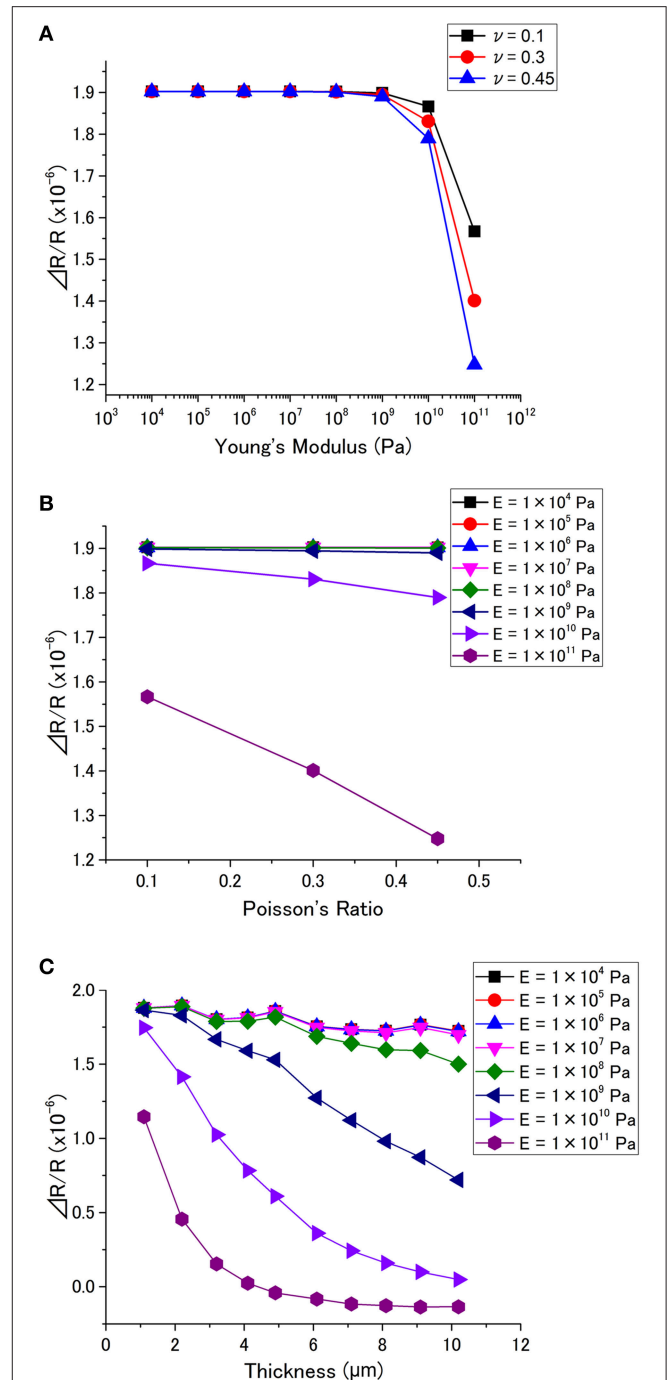 A
ν = 0.1
ν = 0.3
ν = 0.45
1.9
1.8
1.7
1.6
1.5
1.4
1.3
1.2
⊿R/R (x10⁻⁶)
10³ 10⁴ 10⁵ 10⁶ 10⁷ 10⁸ 10⁹ 10¹⁰ 10¹¹ 10¹²
Young's Modulus (Pa)
B
E = 1×10⁴ Pa
E = 1×10⁵ Pa
E = 1×10⁶ Pa
E = 1×10⁷ Pa
E = 1×10⁸ Pa
E = 1×10⁹ Pa
E = 1×10¹⁰ Pa
E = 1×10¹¹ Pa
1.9
1.8
1.7
1.6
1.5
1.4
1.3
1.2
⊿R/R (x10⁻⁶)
0.1 0.2 0.3 0.4 0.5
Poisson's Ratio
C
E = 1×10⁴ Pa
E = 1×10⁵ Pa
E = 1×10⁶ Pa
E = 1×10⁷ Pa
E = 1×10⁸ Pa
E = 1×10⁹ Pa
E = 1×10¹⁰ Pa
E = 1×10¹¹ Pa
2.0
1.5
1.0
0.5
0.0
⊿R/R (x10⁻⁶)
0 2 4 6 8 10 12
Thickness (μm)